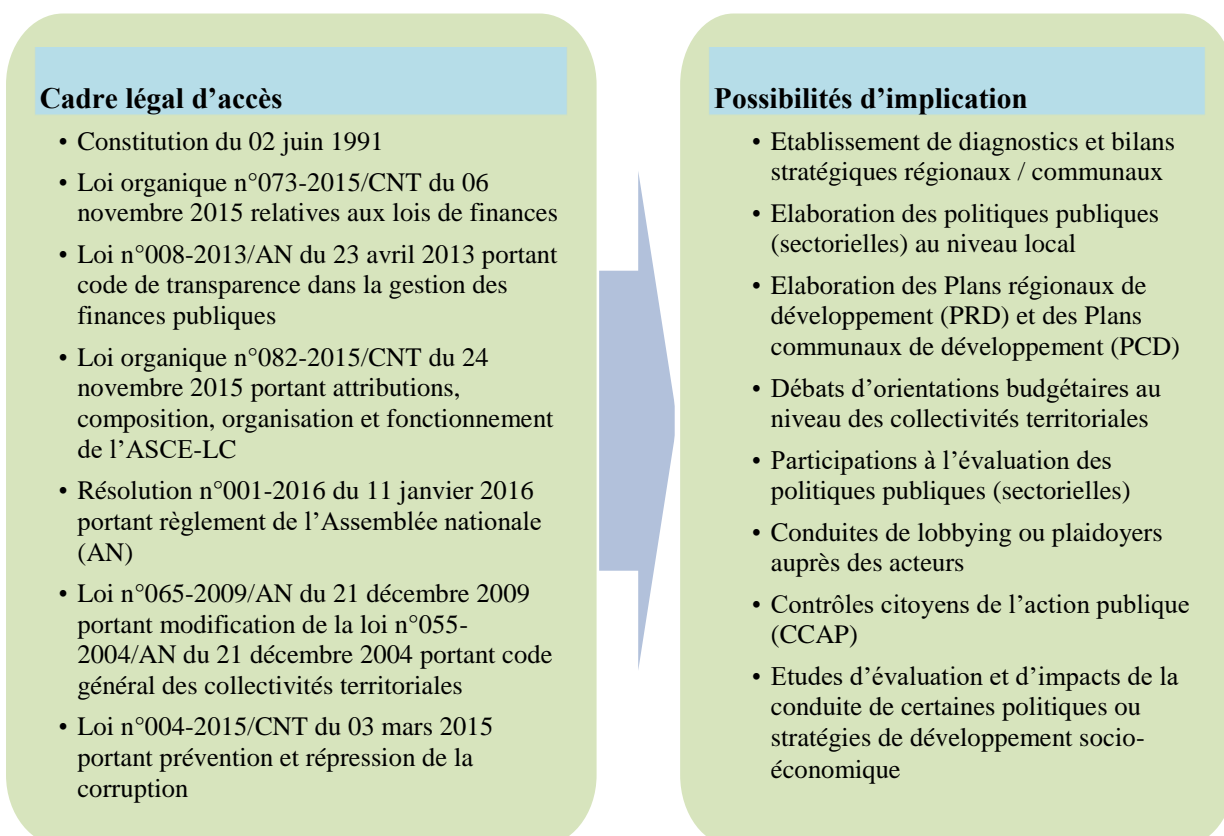 Cadre légal d’accès
• Constitution du 02 juin 1991
• Loi organique n°073-2015/CNT du 06
novembre 2015 relatives aux lois de finances
• Loi n°008-2013/AN du 23 avril 2013 portant
code de transparence dans la gestion des
finances publiques
• Loi organique n°082-2015/CNT du 24
novembre 2015 portant attributions,
composition, organisation et fonctionnement
de l’ASCE-LC
• Résolution n°001-2016 du 11 janvier 2016
portant règlement de l’Assemblée nationale
(AN)
• Loi n°065-2009/AN du 21 décembre 2009
portant modification de la loi n°055-
2004/AN du 21 décembre 2004 portant code
général des collectivités territoriales
• Loi n°004-2015/CNT du 03 mars 2015
portant prévention et répression de la
corruption
Possibilités d’implication
• Etablissement de diagnostics et bilans
stratégiques régionaux / communaux
• Elaboration des politiques publiques
(sectorielles) au niveau local
• Elaboration des Plans régionaux de
développement (PRD) et des Plans
communaux de développement (PCD)
• Débats d’orientations budgétaires au
niveau des collectivités territoriales
• Participations à l’évaluation des
politiques publiques (sectorielles)
• Conduites de lobbying ou plaidoyers
auprès des acteurs
• Contrôles citoyens de l’action publique
(CCAP)
• Etudes d’évaluation et d’impacts de la
conduite de certaines politiques ou
stratégies de développement socio-
économique